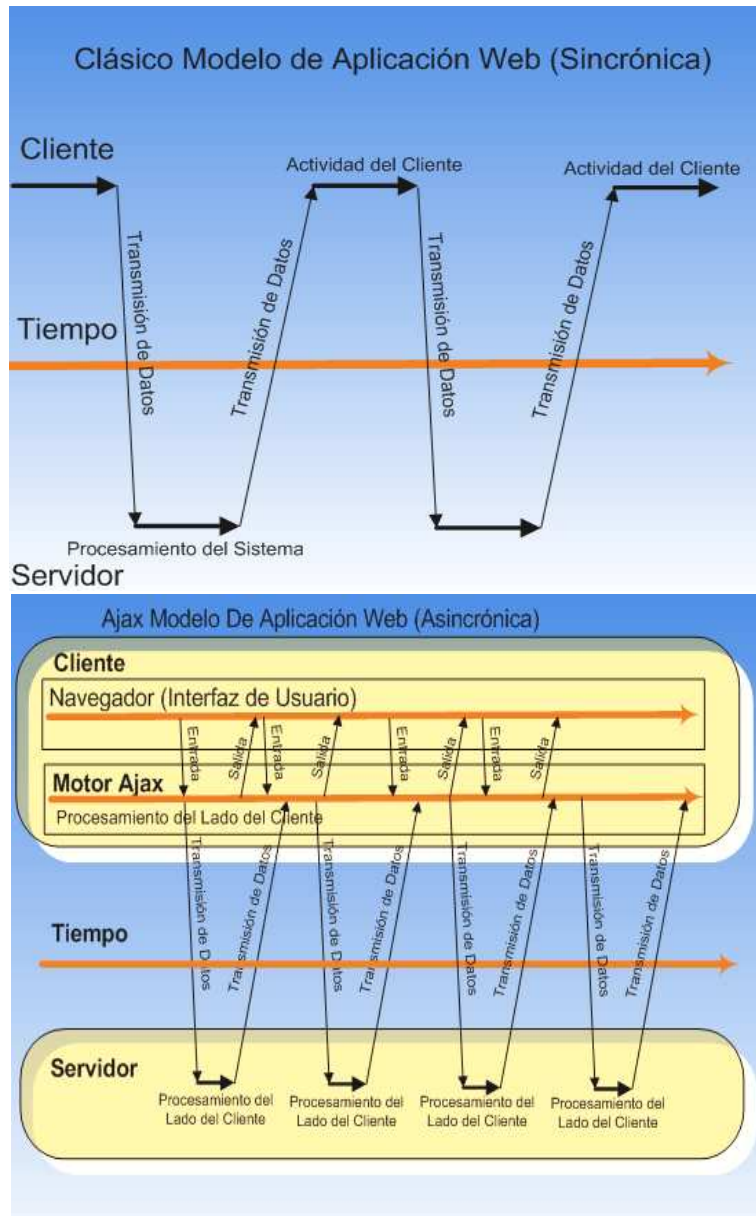 Clásico Modelo de Aplicación Web (Sincrónica)
Cliente
Actividad del Cliente
Actividad del Cliente
Transmisión de Datos
Transmisión de Datos
Transmisión de Datos
Transmisión de Datos
Tiempo
Procesamiento del Sistema
Servidor
Ajax Modelo De Aplicación Web (Asincrónica)
Cliente
Navegador (Interfaz de Usuario)
Entrada
Salida
Entrada
Salida
Entrada
Salida
Entrada
Salida
Motor Ajax
Procesamiento del Lado del Cliente
Transmisión de Datos
Transmisión de Datos
Transmisión de Datos
Transmisión de Datos
Transmisión de Datos
Transmisión de Datos
Transmisión de Datos
Transmisión de Datos
Tiempo
Servidor
Procesamiento del
Lado del Cliente
Procesamiento del
Lado del Cliente
Procesamiento del
Lado del Cliente
Procesamiento del
Lado del Cliente